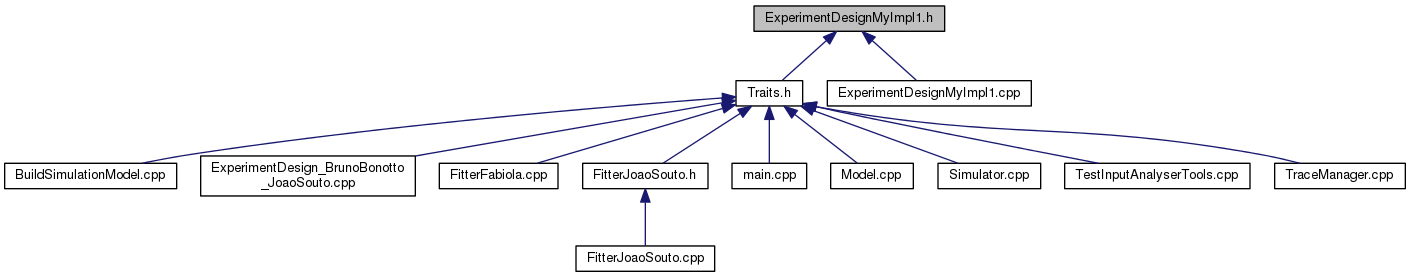 ExperimentDesignMyImpl1.h
Traits.h
ExperimentDesignMyImpl1.cpp
BuildSimulationModel.cpp
ExperimentDesign_BrunoBonotto
_JoaoSouto.cpp
FitterFabiola.cpp
FitterJoaoSouto.h
main.cpp
Model.cpp
Simulator.cpp
TestInputAnalyserTools.cpp
TraceManager.cpp
FitterJoaoSouto.cpp